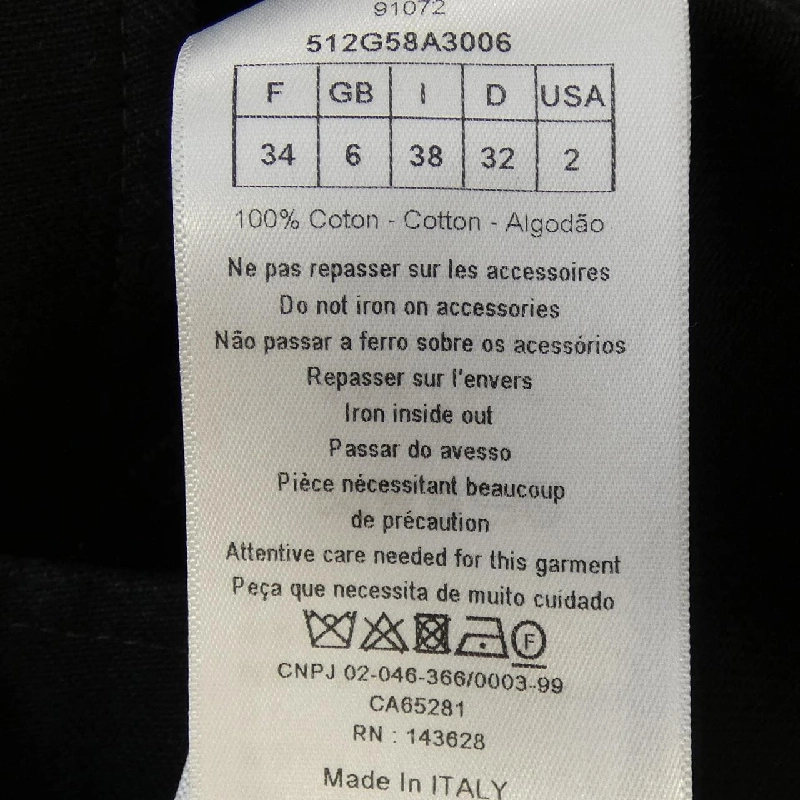 91072
512G58A3006
F GB I D USA
34 6 38 32 2
100% Coton - Cotton - Algodão
Ne pas repasser sur les accessoires
Do not iron on accessories
Não passar a ferro sobre os acessórios
Repasser sur l'envers
Iron inside out
Passar do avesso
Pièce nécessitant beaucoup
de précaution
Attentive care needed for this garment
Peça que necessita de muito cuidado
F
CNPJ 02-046-366/0003-99
CA65281
RN : 143628
Made In ITALY